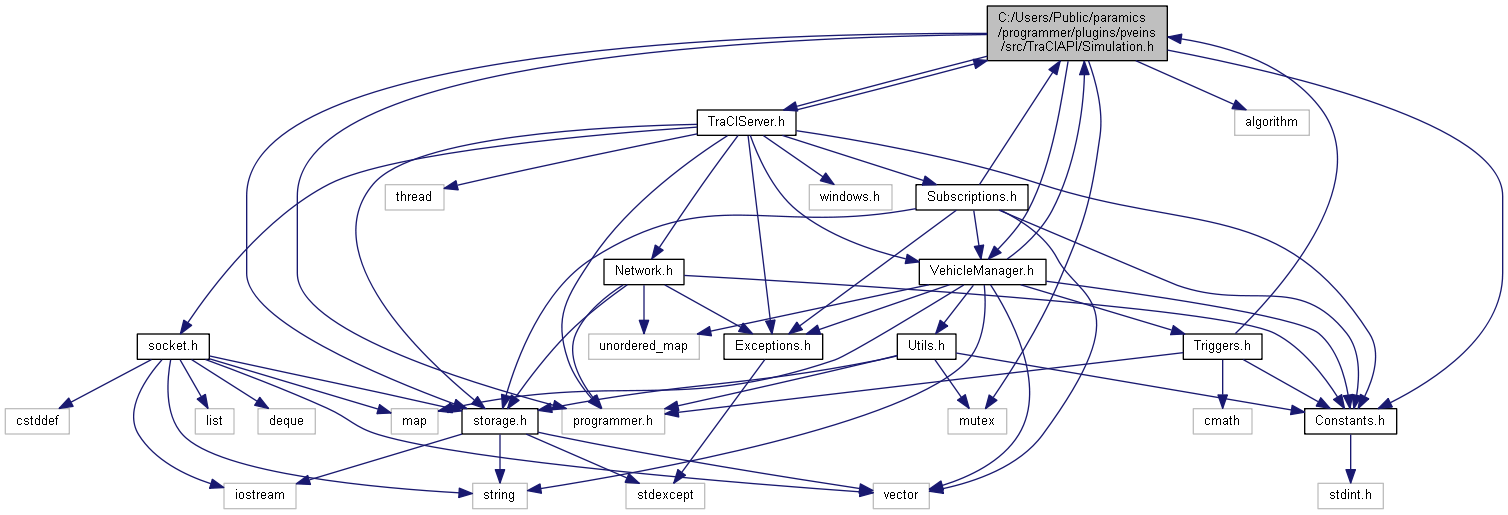 C:/Users/Public/paramics
/programmer/plugins/pveins
/src/TraCIAPI/Simulation.h
TraCIServer.h
algorithm
thread
windows.h
Subscriptions.h
Network.h
VehicleManager.h
socket.h
unordered_map
Exceptions.h
Utils.h
Triggers.h
cstddef
list
deque
map
storage.h
programmer.h
mutex
cmath
Constants.h
iostream
string
stdexcept
vector
stdint.h